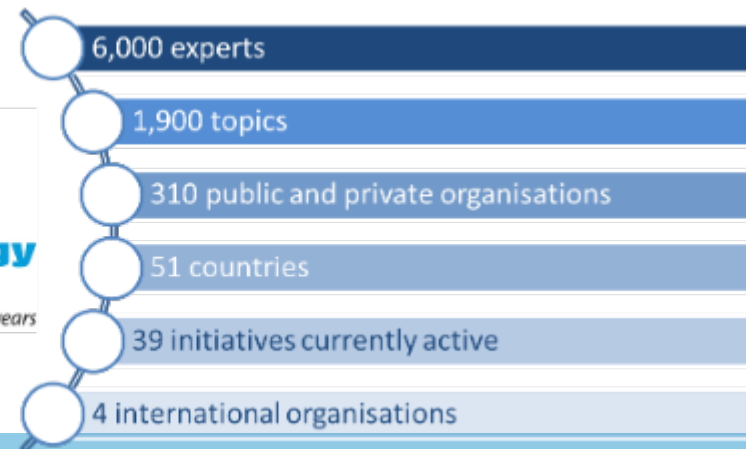 6,000 experts
1,900 topics
310 public and private organisations
51 countries
39 initiatives currently active
4 international organisations